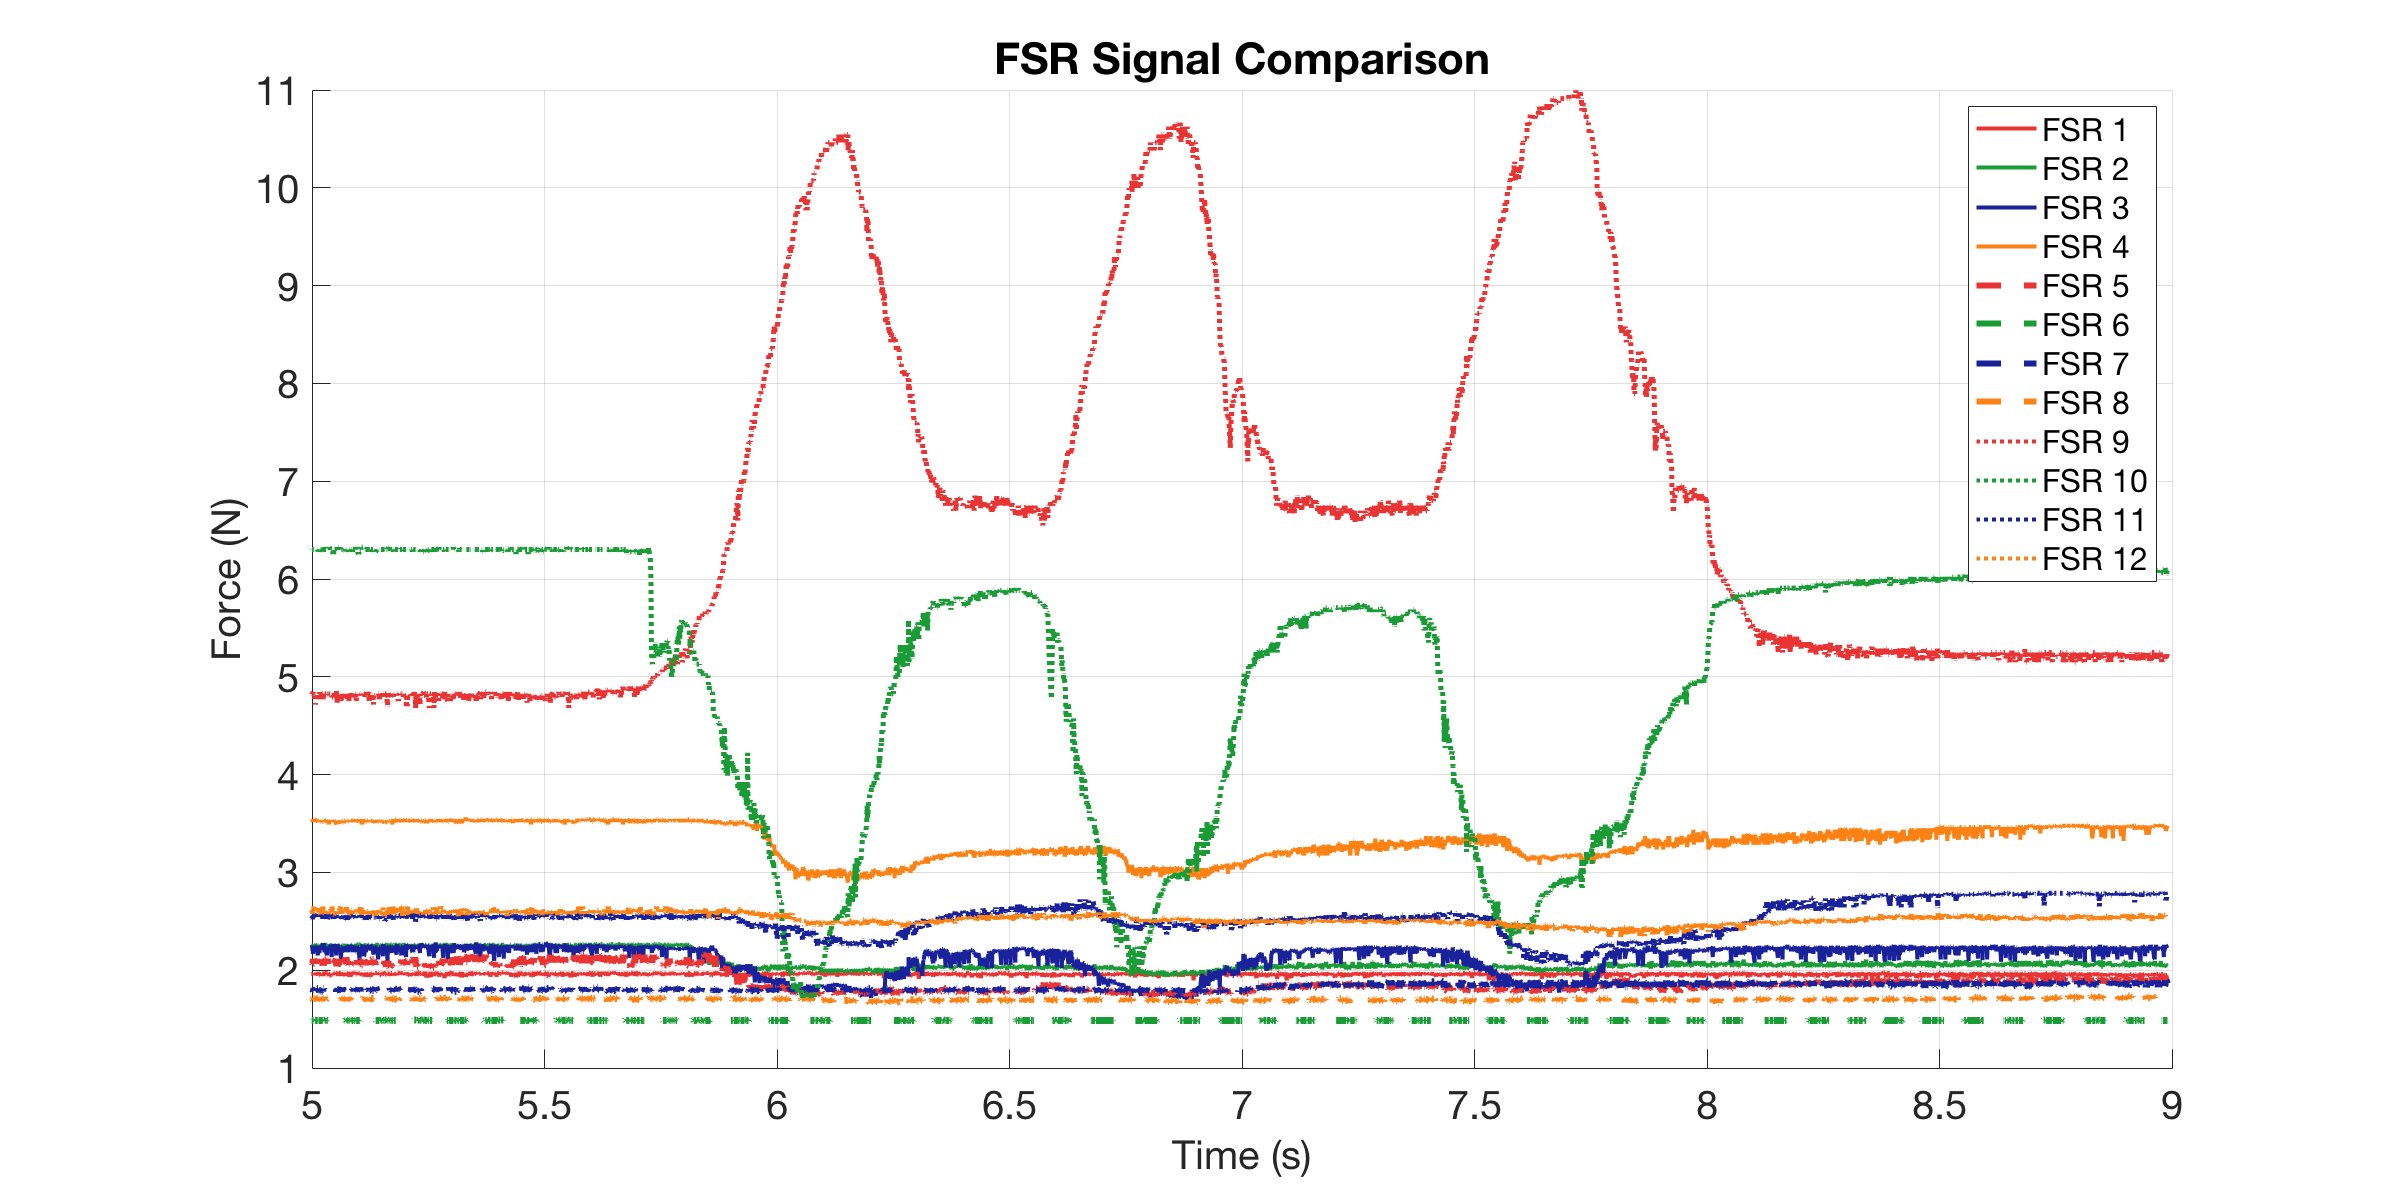 FSR Signal Comparison
11
10
9
8
7
6
5
4
3
2
1
Force (N)
FSR 1
FSR 2
FSR 3
FSR 4
FSR 5
FSR 6
FSR 7
FSR 8
FSR 9
FSR 10
FSR 11
FSR 12
5 5.5 6 6.5 7 7.5 8 8.5 9
Time (s)